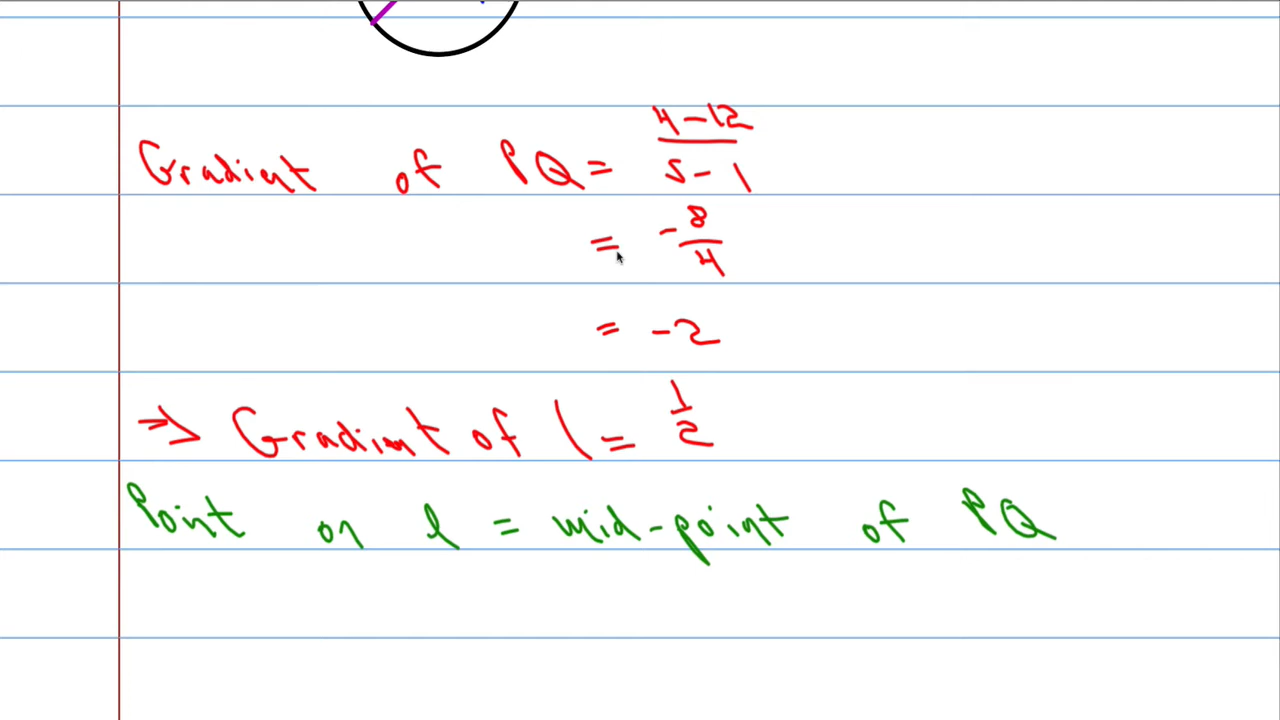 Gradient of PQ = 4-12 / 5-1
= -8/4
= -2
⇒ Gradient of l = 1/2
Point on l = mid-point of PQ